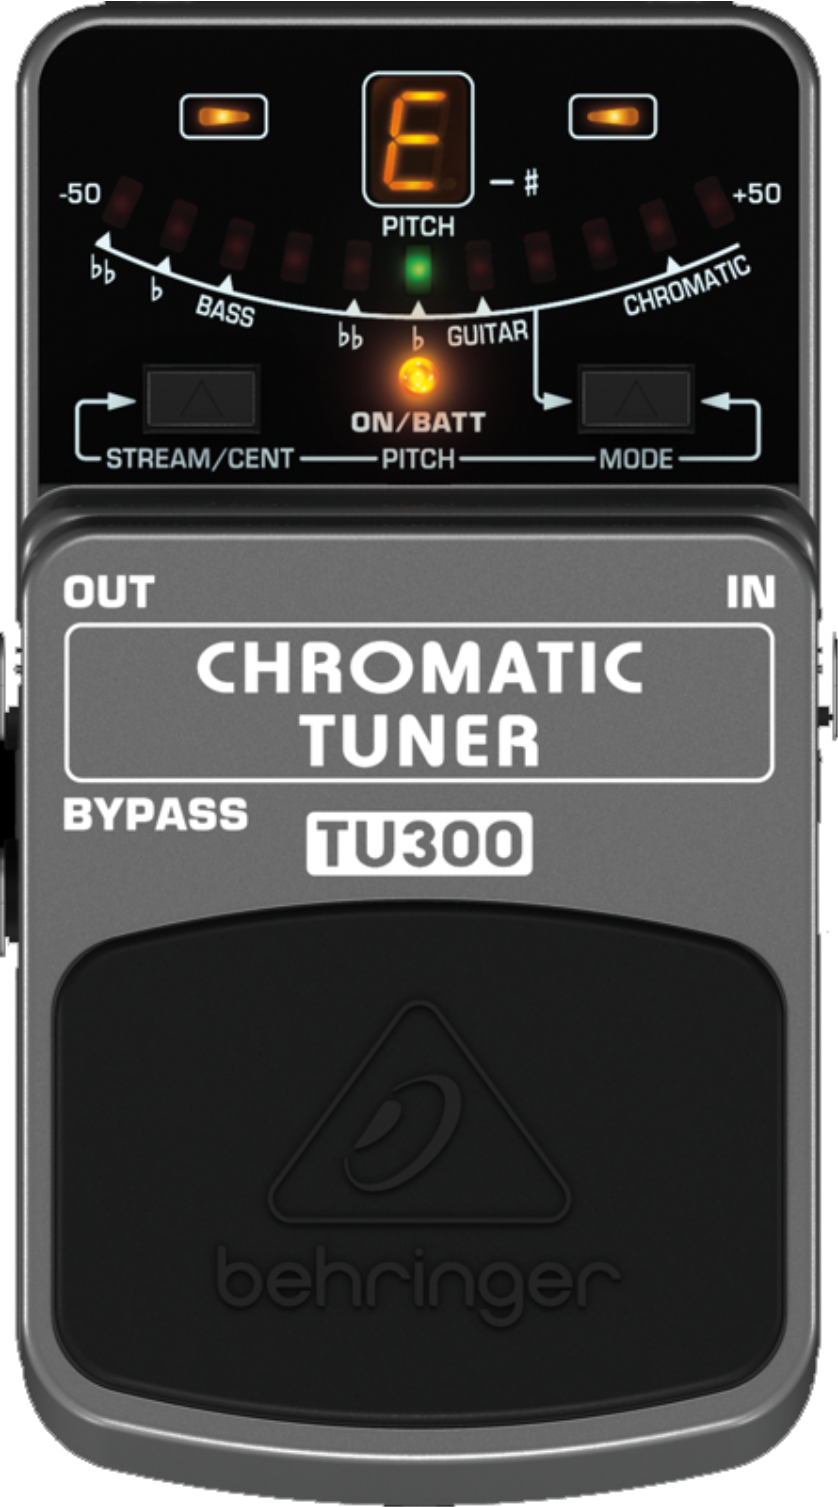 E
-50
— ♯
+50
PITCH
♭♭ ♭ BASS ♭♭ ♭ GUITAR CHROMATIC
ON/BATT
STREAM/CENT PITCH MODE
OUT IN
CHROMATIC
TUNER
BYPASS
TU300
behringer